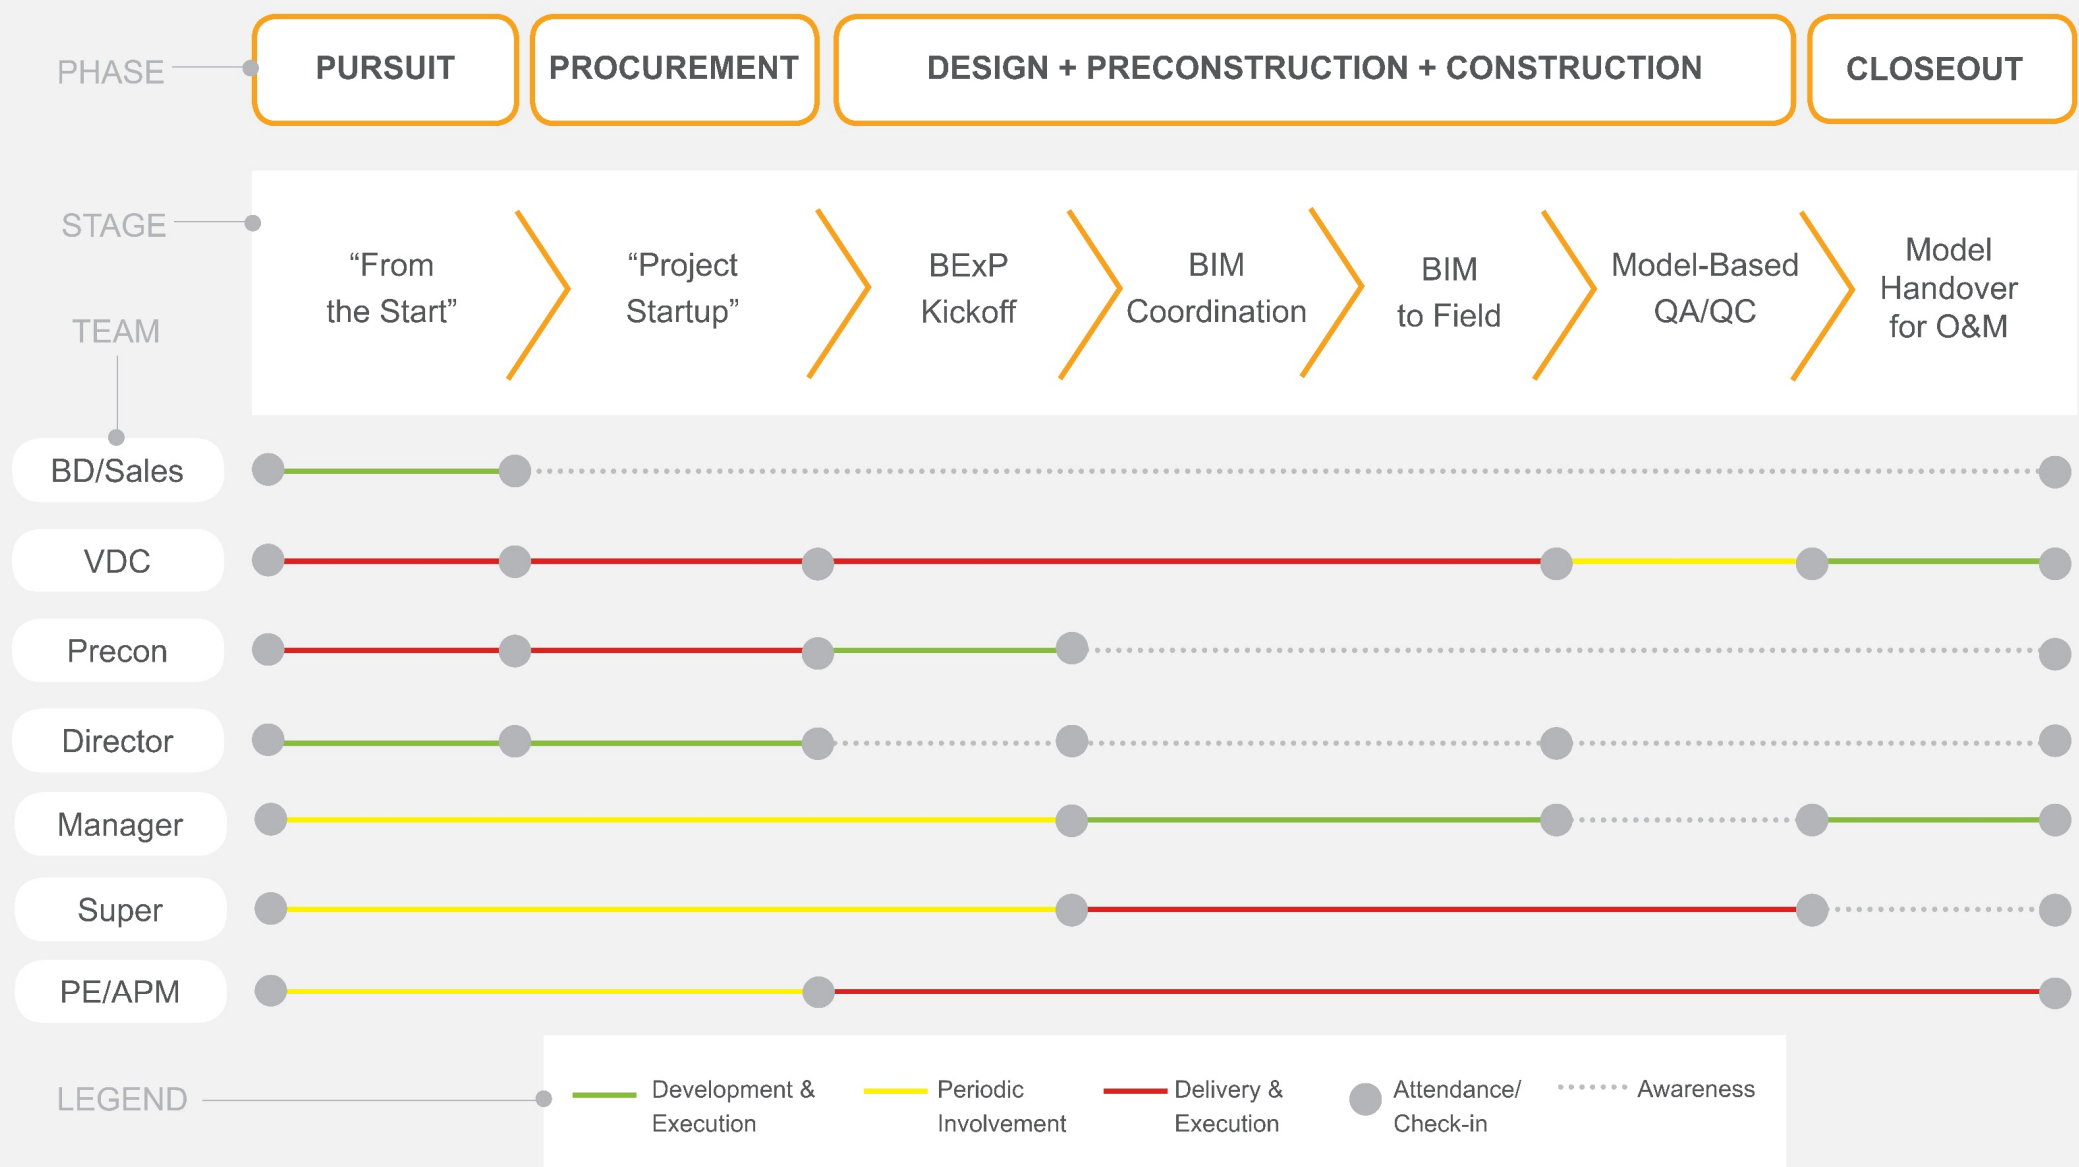 PHASE
PURSUIT
PROCUREMENT
DESIGN + PRECONSTRUCTION + CONSTRUCTION
CLOSEOUT
STAGE
“From
the Start”
“Project
Startup”
BExP
Kickoff
BIM
Coordination
BIM
to Field
Model-Based
QA/QC
Model
Handover
for O&M
TEAM
BD/Sales
VDC
Precon
Director
Manager
Super
PE/APM
LEGEND
Development &
Execution
Periodic
Involvement
Delivery &
Execution
Attendance/
Check-in
Awareness